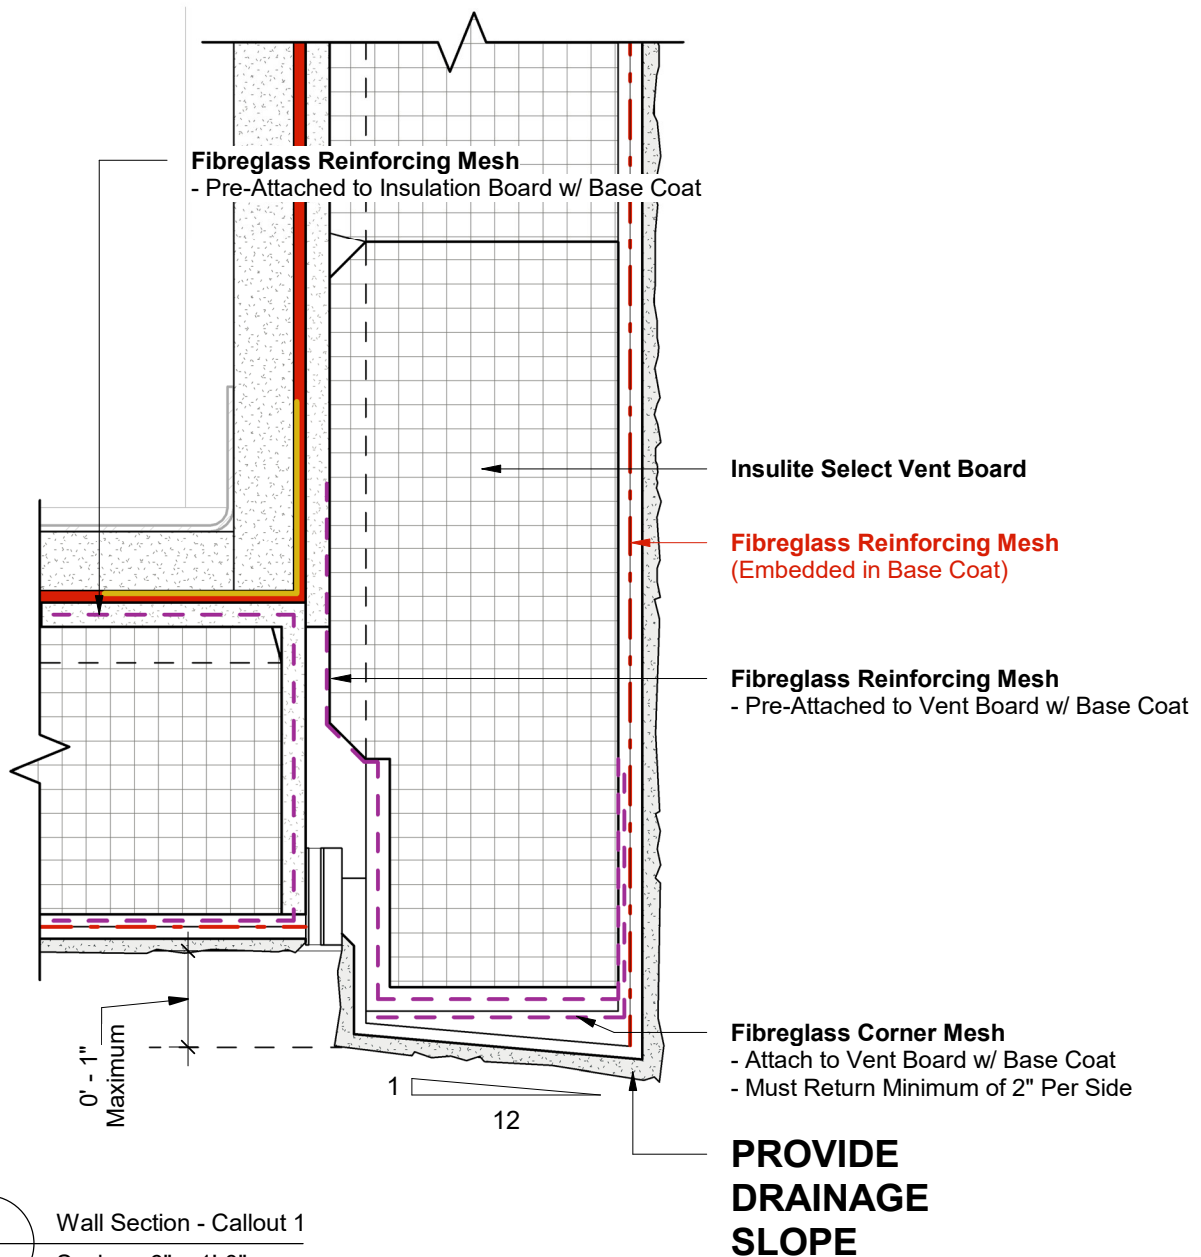 Fibreglass Reinforcing Mesh
- Pre-Attached to Insulation Board w/ Base Coat
Insulite Select Vent Board
Fibreglass Reinforcing Mesh
(Embedded in Base Coat)
Fibreglass Reinforcing Mesh
- Pre-Attached to Vent Board w/ Base Coat
Fibreglass Corner Mesh
- Attach to Vent Board w/ Base Coat
- Must Return Minimum of 2" Per Side
0' - 1"
Maximum
1
12
PROVIDE
DRAINAGE
SLOPE
Wall Section - Callout 1